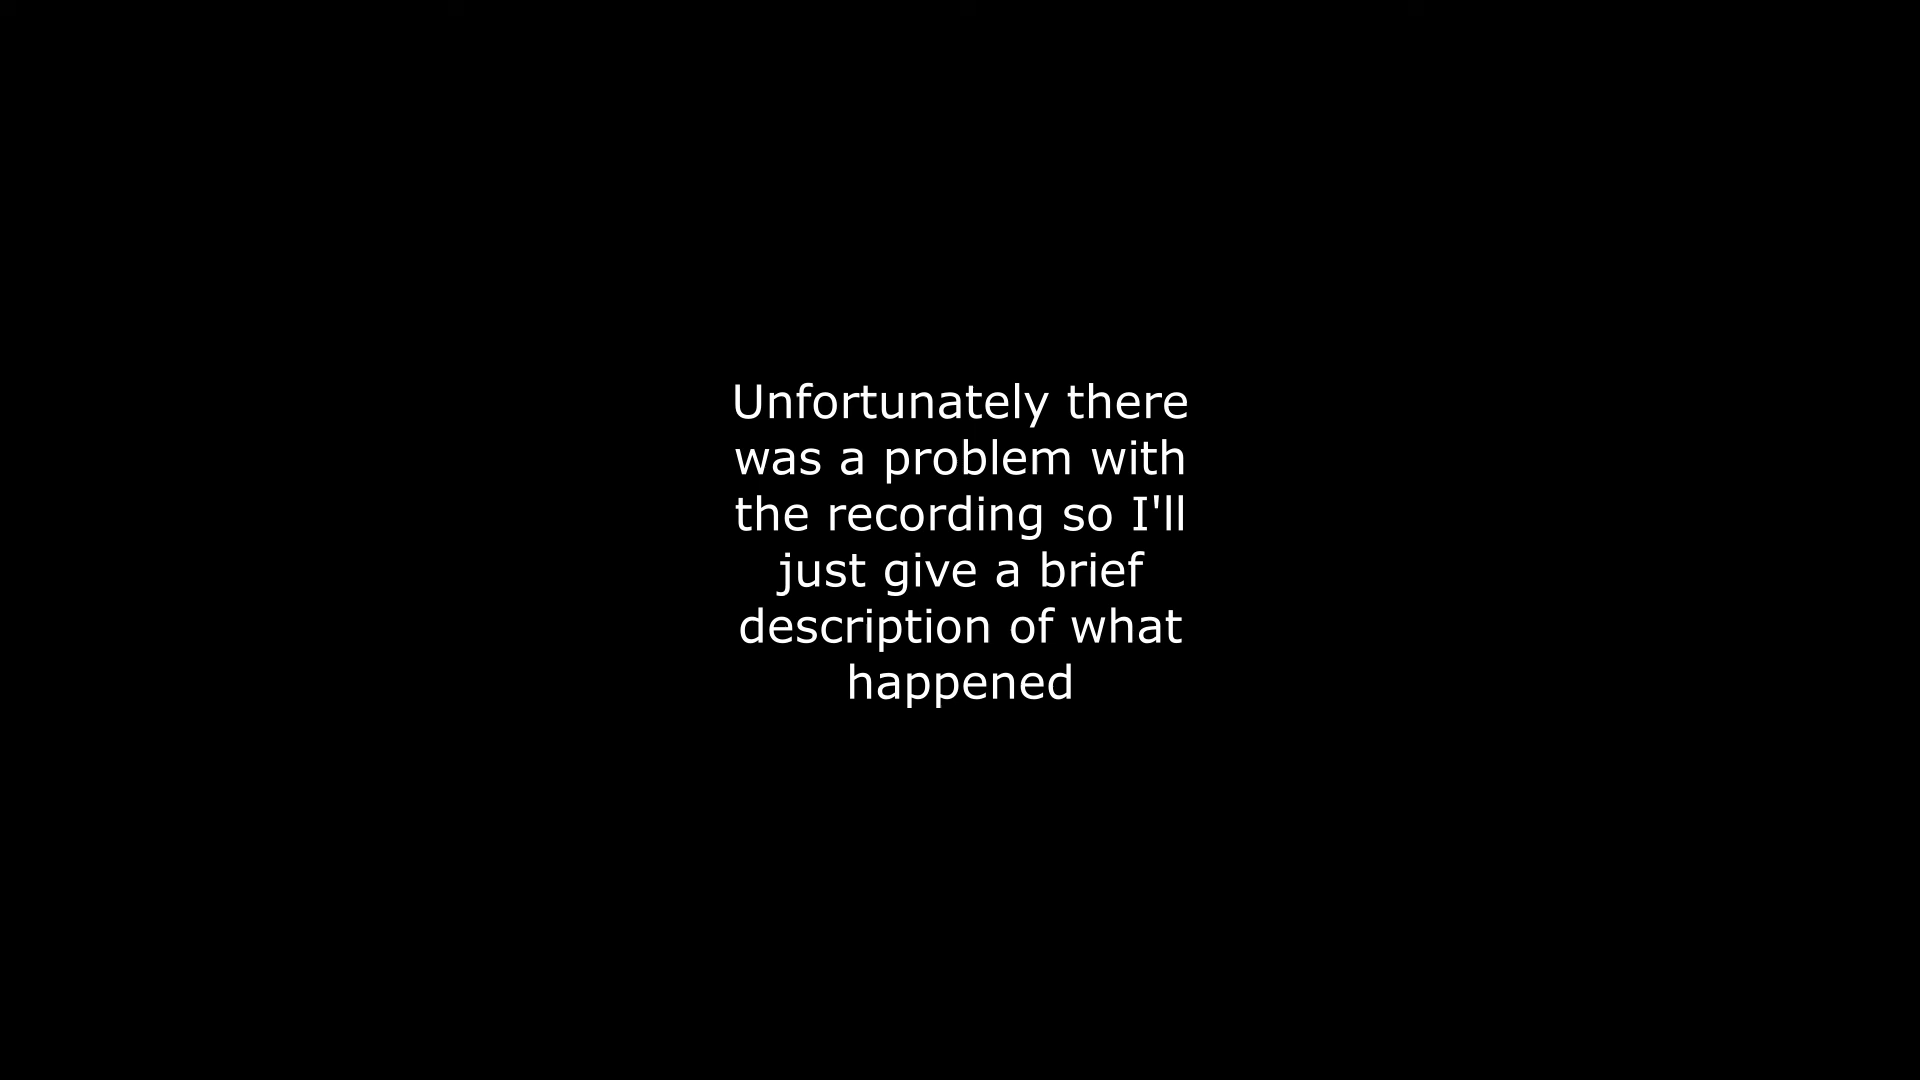 Unfortunately there
was a problem with
the recording so I'll
just give a brief
description of what
happened